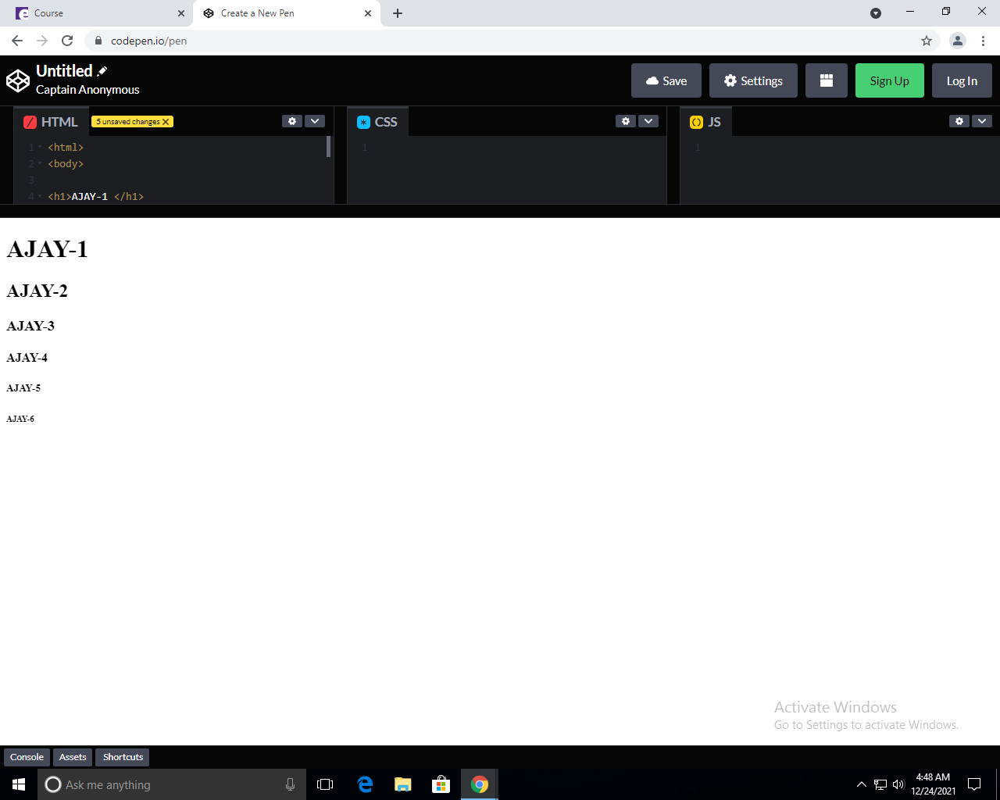 Course
Create a New Pen
codepen.io/pen
Untitled
Captain Anonymous
Save
Settings
Sign Up
Log In
HTML
5 unsaved changes
CSS
JS
1 <html>
2 <body>
3
4 <h1>AJAY-1 </h1>
1
1
AJAY-1
AJAY-2
AJAY-3
AJAY-4
AJAY-5
AJAY-6
Activate Windows
Go to Settings to activate Windows.
Console
Assets
Shortcuts
Ask me anything
4:48 AM
12/24/2021